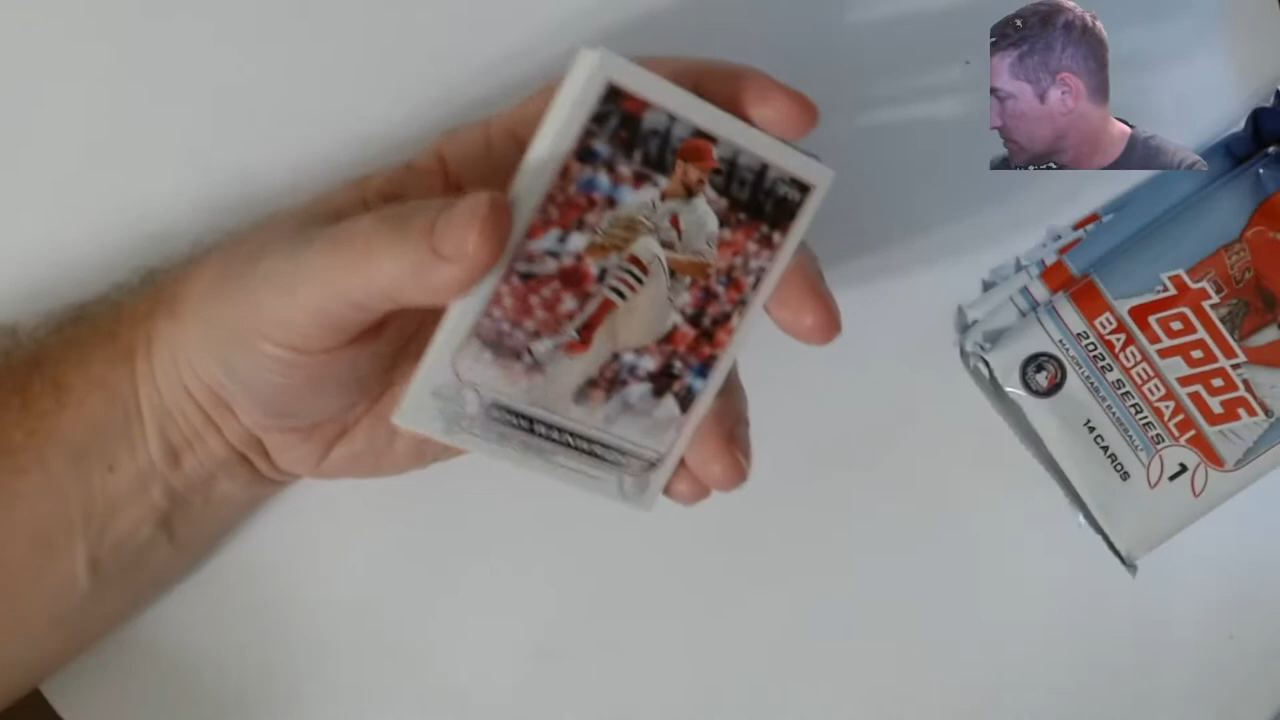 TOPPS
BASEBALL
2022 SERIES 1
MAJOR LEAGUE BASEBALL
14 CARDS